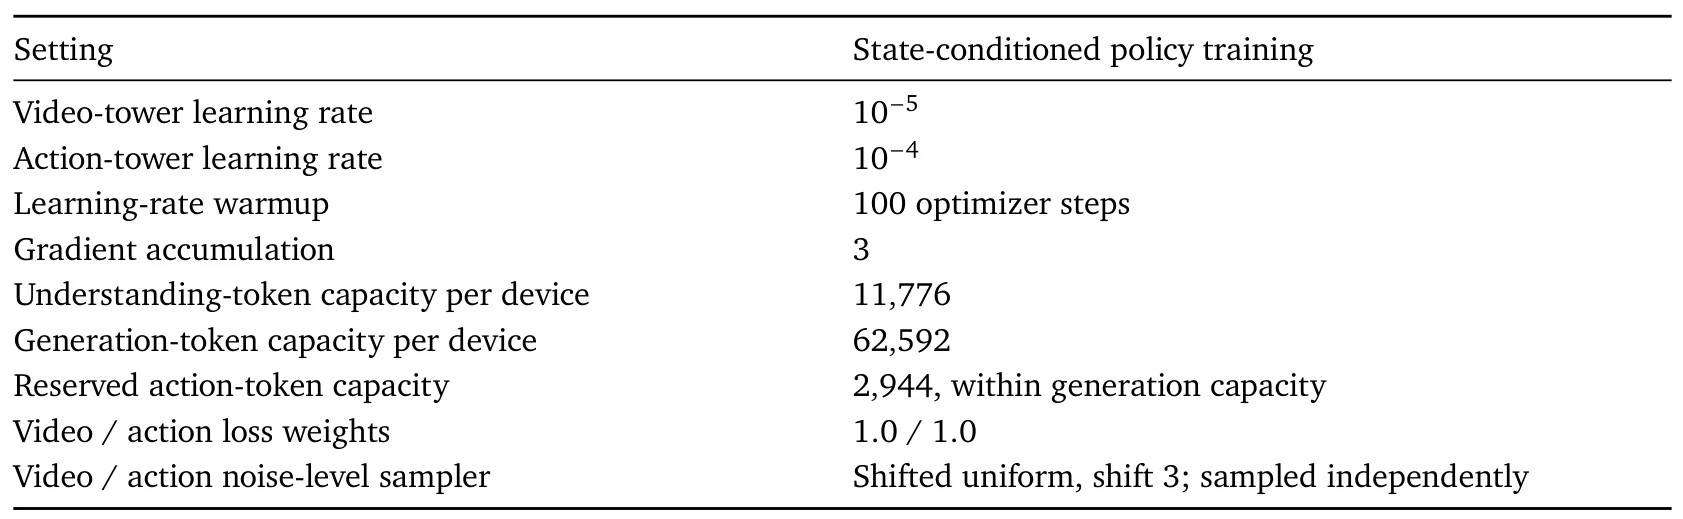 Setting State-conditioned policy training
Video-tower learning rate 10⁻⁵
Action-tower learning rate 10⁻⁴
Learning-rate warmup 100 optimizer steps
Gradient accumulation 3
Understanding-token capacity per device 11,776
Generation-token capacity per device 62,592
Reserved action-token capacity 2,944, within generation capacity
Video / action loss weights 1.0 / 1.0
Video / action noise-level sampler Shifted uniform, shift 3; sampled independently